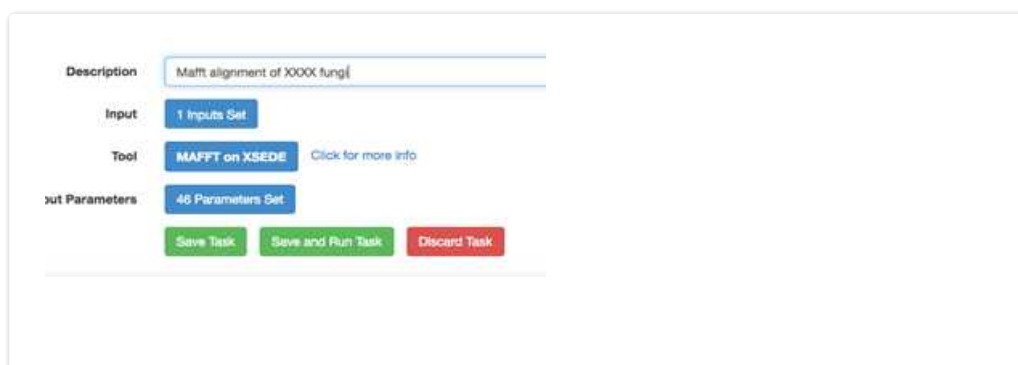 Description Mafft alignment of XXXX fungi
Input 1 Inputs Set
Tool MAFFT on XSEDE Click for more info
out Parameters 46 Parameters Set
Save Task Save and Run Task Discard Task